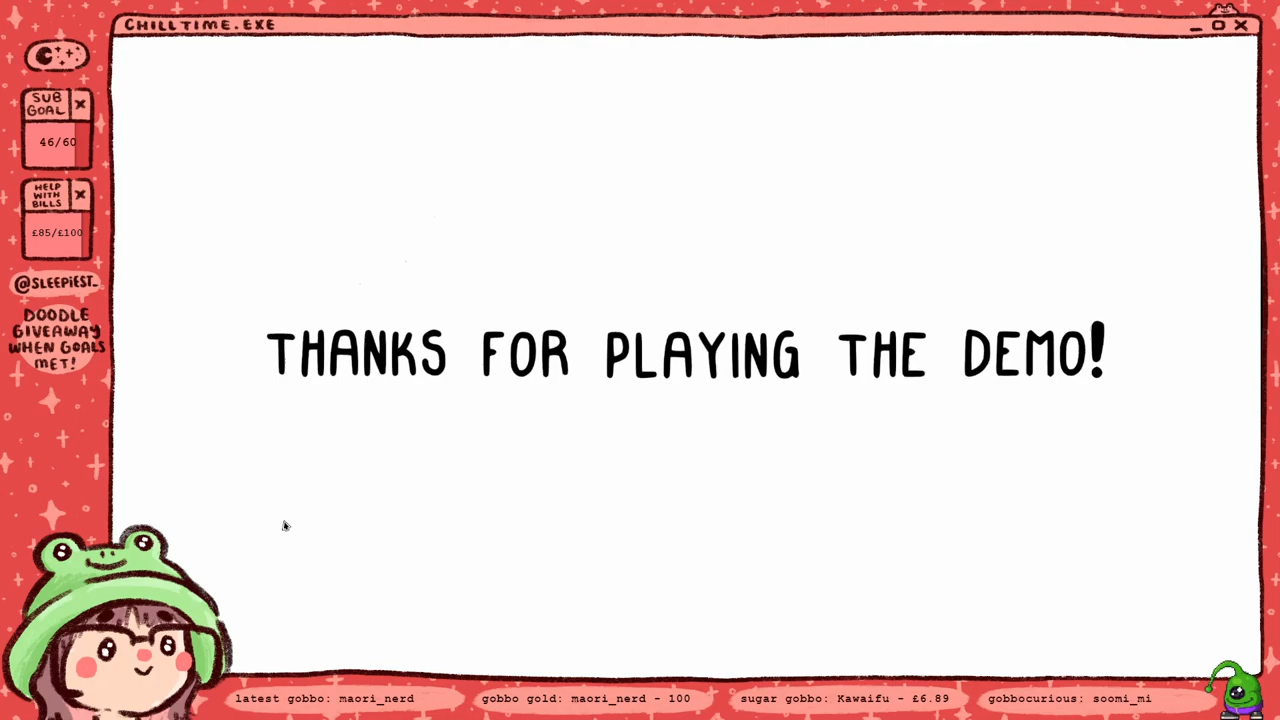 CHILLTIME.EXE
SUB
GOAL
46/60
HELP
WITH
BILLS
£85/£100
@SLEEPIEST_
DOODLE
GIVEAWAY
WHEN GOALS
MET!
THANKS FOR PLAYING THE DEMO!
latest gobbo: maori_nerd
gobbo gold: maori_nerd - 100
sugar gobbo: Kawaifu - £6.89
gobbocurious: soomi_mi